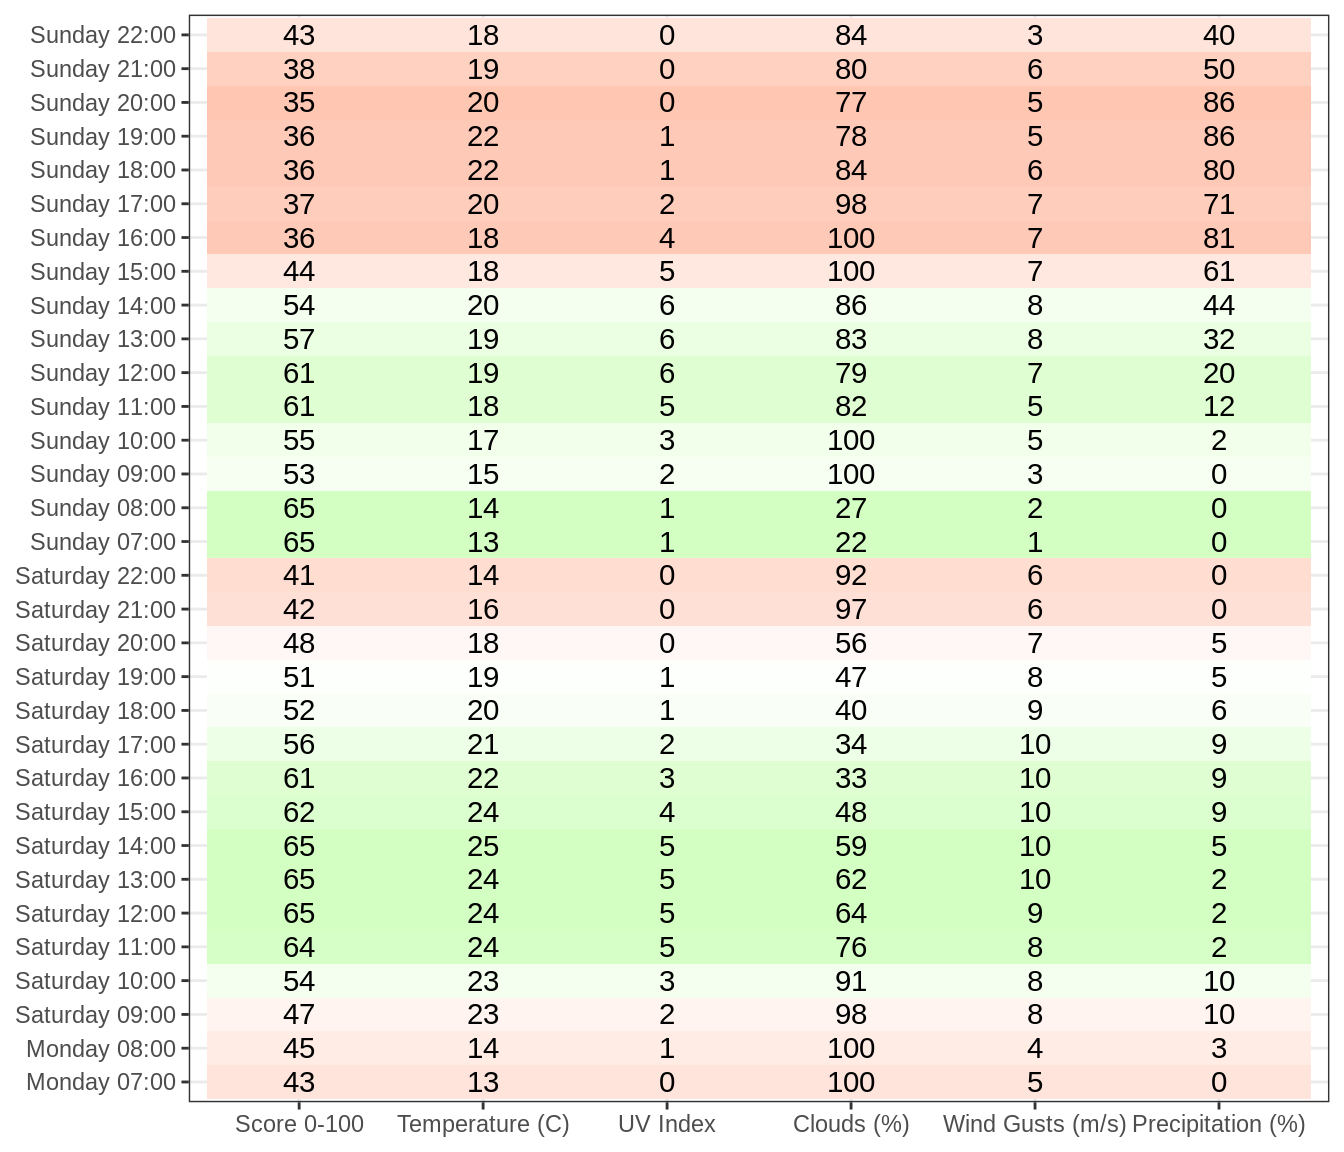 Sunday 22:00 43 18 0 84 3 40
Sunday 21:00 38 19 0 80 6 50
Sunday 20:00 35 20 0 77 5 86
Sunday 19:00 36 22 1 78 5 86
Sunday 18:00 36 22 1 84 6 80
Sunday 17:00 37 20 2 98 7 71
Sunday 16:00 36 18 4 100 7 81
Sunday 15:00 44 18 5 100 7 61
Sunday 14:00 54 20 6 86 8 44
Sunday 13:00 57 19 6 83 8 32
Sunday 12:00 61 19 6 79 7 20
Sunday 11:00 61 18 5 82 5 12
Sunday 10:00 55 17 3 100 5 2
Sunday 09:00 53 15 2 100 3 0
Sunday 08:00 65 14 1 27 2 0
Sunday 07:00 65 13 1 22 1 0
Saturday 22:00 41 14 0 92 6 0
Saturday 21:00 42 16 0 97 6 0
Saturday 20:00 48 18 0 56 7 5
Saturday 19:00 51 19 1 47 8 5
Saturday 18:00 52 20 1 40 9 6
Saturday 17:00 56 21 2 34 10 9
Saturday 16:00 61 22 3 33 10 9
Saturday 15:00 62 24 4 48 10 9
Saturday 14:00 65 25 5 59 10 5
Saturday 13:00 65 24 5 62 10 2
Saturday 12:00 65 24 5 64 9 2
Saturday 11:00 64 24 5 76 8 2
Saturday 10:00 54 23 3 91 8 10
Saturday 09:00 47 23 2 98 8 10
Monday 08:00 45 14 1 100 4 3
Monday 07:00 43 13 0 100 5 0
Score 0-100 Temperature (C) UV Index Clouds (%) Wind Gusts (m/s) Precipitation (%)